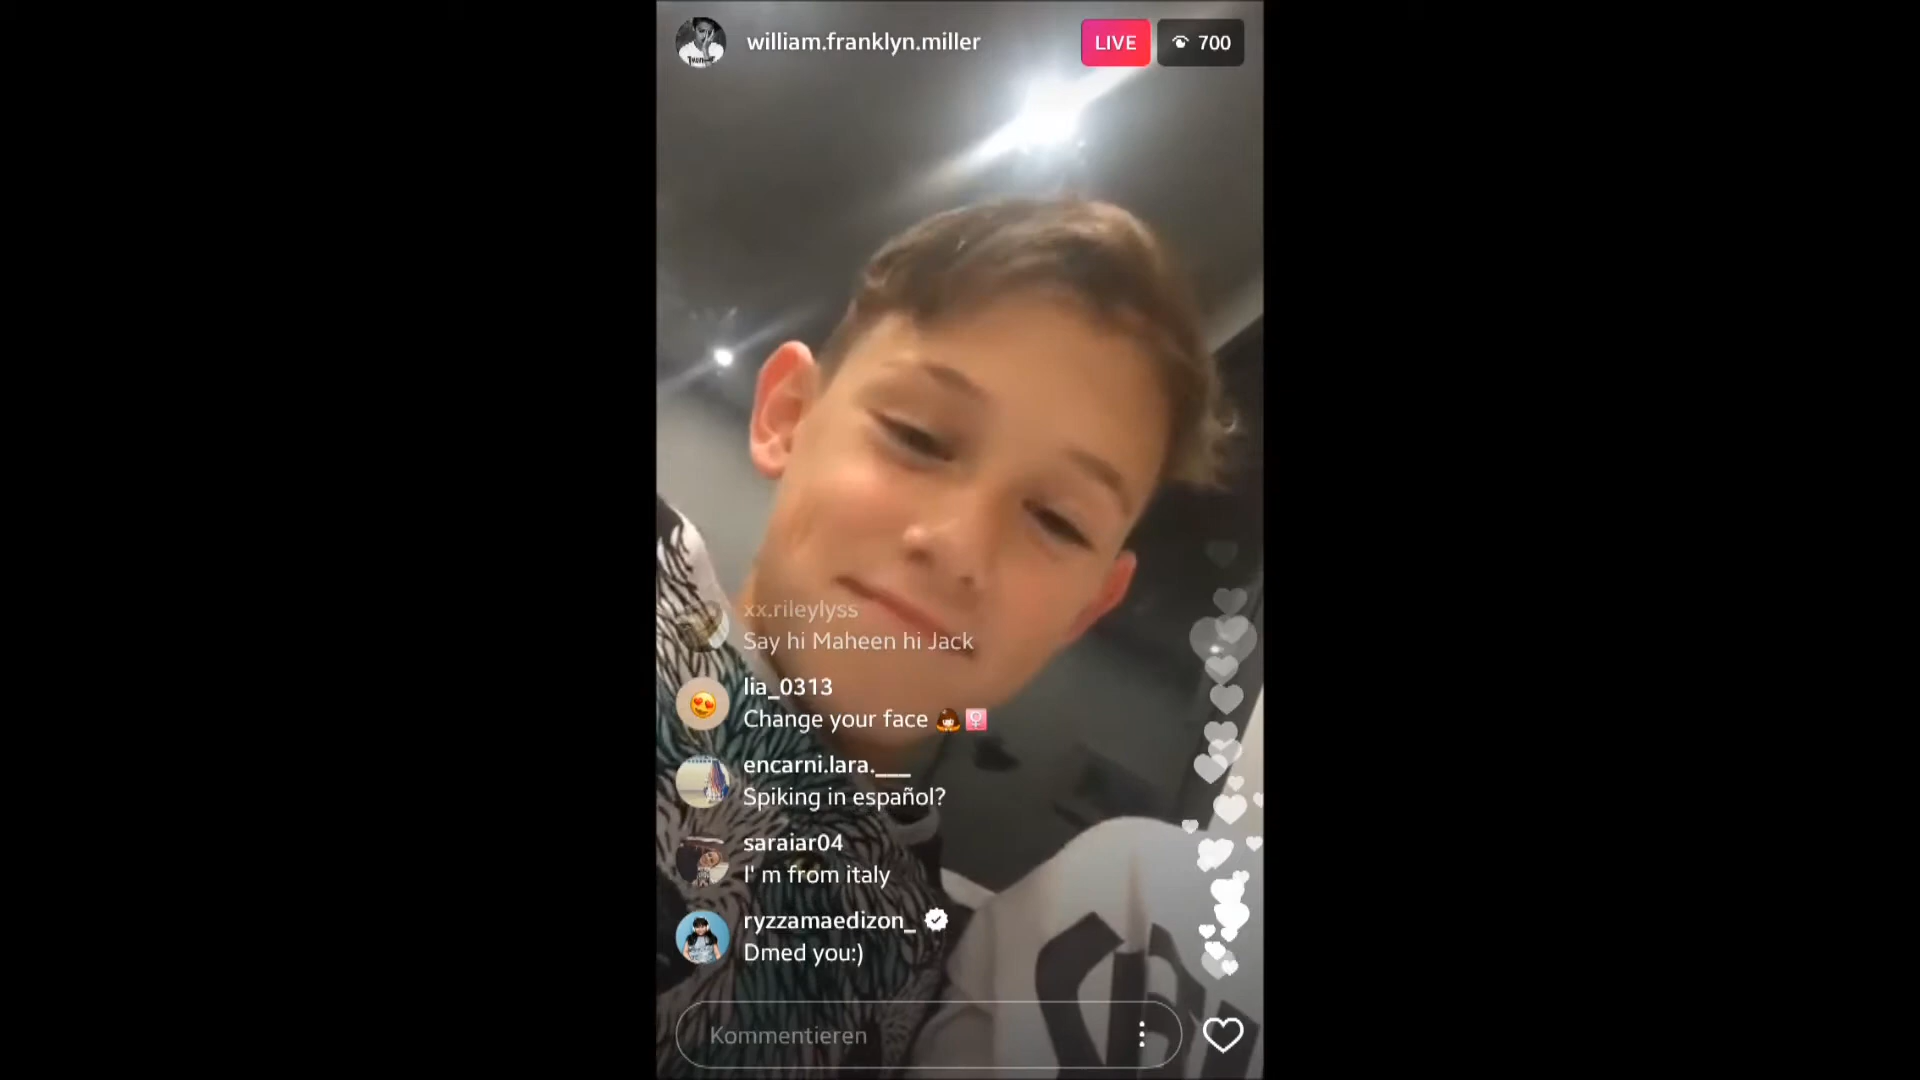 william.franklyn.miller
LIVE
700
xx.rileylyss
Say hi Maheen hi Jack
lia_0313
Change your face
encarni.lara.___
Spiking in español?
saraiar04
I' m from italy
ryzzamaedizon_
Dmed you:)
Kommentieren